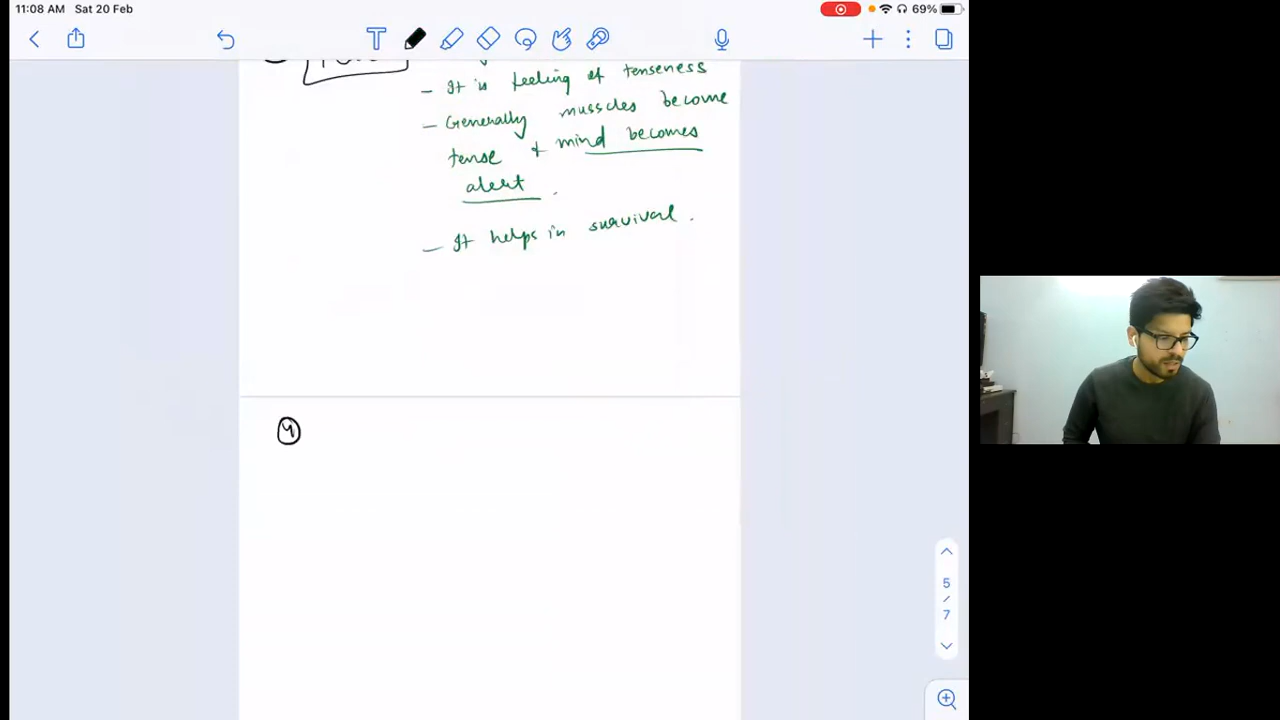 11:08 AM Sat 20 Feb
69%
- It is feeling of tenseness
- Generally musscles become
tense & mind becomes
alert.
- It helps in survival.
4
5
/
7